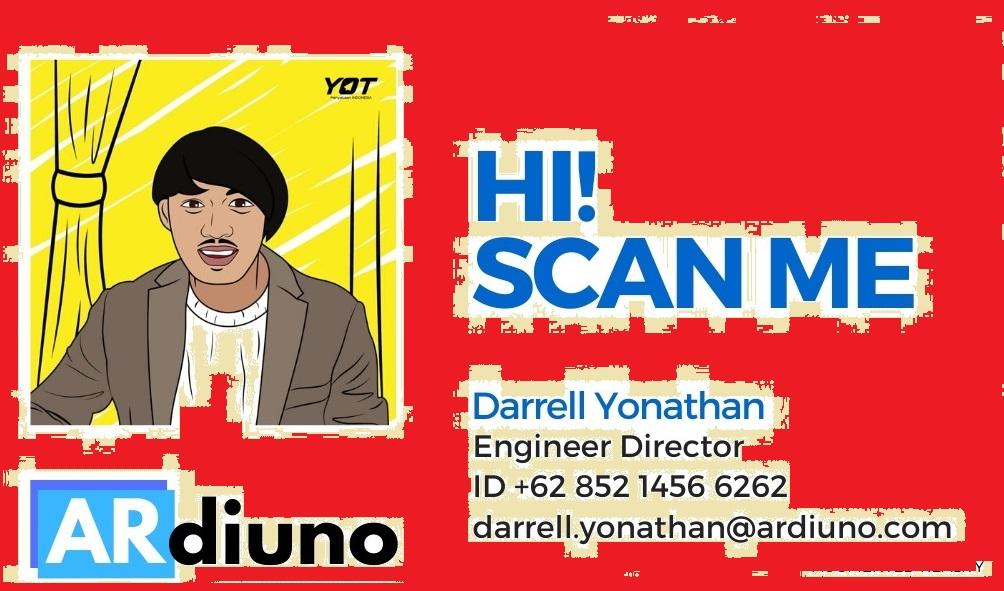 YOT
HI!
SCAN ME
Darrell Yonathan
Engineer Director
ID +62 852 1456 6262
darrell.yonathan@ardiuno.com
ARdiuno